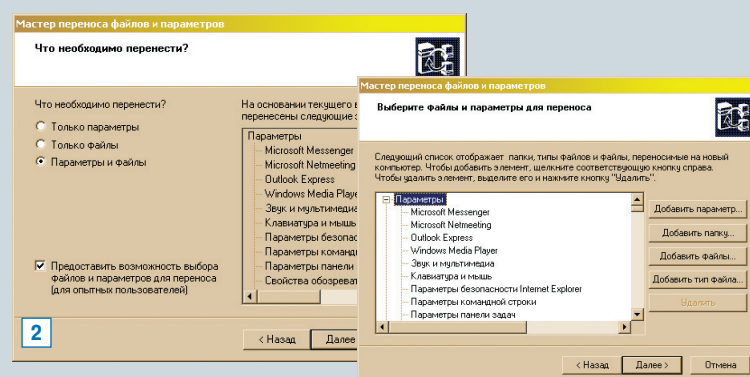 Мастер переноса файлов и параметров
Что необходимо перенести?
Что необходимо перенести?
Только параметры
Только файлы
Параметры и файлы
Предоставить возможность выбора
файлов и параметров для переноса
(для опытных пользователей)
На основании текущего
перенесены следующие
Параметры
Microsoft Messenger
Microsoft Netmeeting
Outlook Express
Windows Media
Звук и мультимедиа
Клавиатура и мышь
Параметры
Параметры
Параметры панели
Свойства
< Назад
Далее
2
Мастер переноса файлов и параметров
Выберите файлы и параметры для переноса
Следующий список отображает папки, типы файлов и файлы, переносимые на новый
компьютер. Чтобы добавить элемент, щелкните соответствующую кнопку справа.
Чтобы удалить элемент, выделите его и нажмите кнопку "Удалить".
Параметры
Microsoft Messenger
Microsoft Netmeeting
Outlook Express
Windows Media Player
Звук и мультимедиа
Клавиатура и мышь
Параметры безопасности Internet Explorer
Параметры командной строки
Параметры панели задач
Добавить параметр...
Добавить папку...
Добавить файлы...
Добавить тип файла...
Удалить
< Назад
Далее >
Отмена